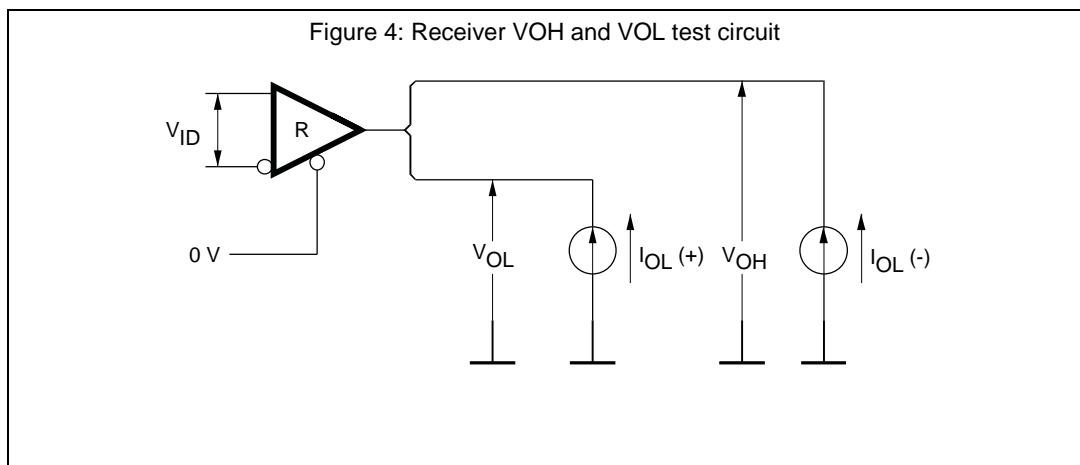 Figure 4: Receiver VOH and VOL test circuit
VID
R
0 V
VOL
IOL (+)
VOH
IOL (-)